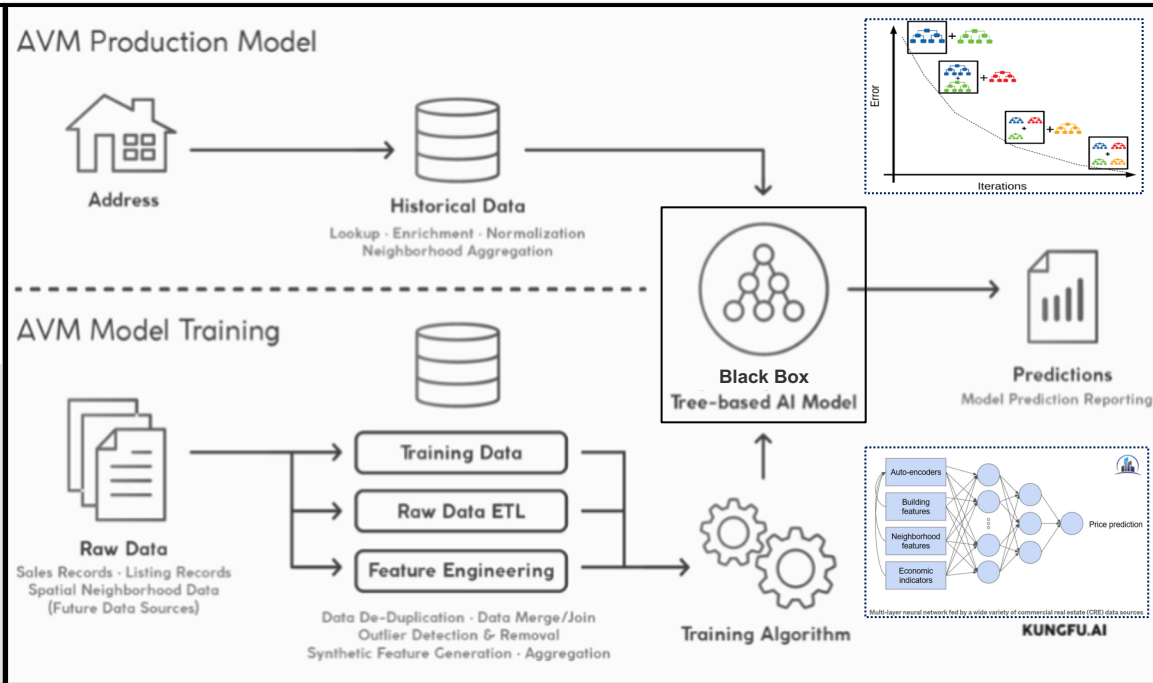 AVM Production Model
Error
Iterations
Address
Historical Data
Lookup · Enrichment · Normalization
Neighborhood Aggregation
Black Box
Tree-based AI Model
Predictions
Model Prediction Reporting
AVM Model Training
Raw Data
Sales Records · Listing Records
Spatial Neighborhood Data
(Future Data Sources)
Training Data
Raw Data ETL
Feature Engineering
Data De-Duplication · Data Merge/Join
Outlier Detection & Removal
Synthetic Feature Generation · Aggregation
Training Algorithm
Auto-encoders
Building
features
Neighborhood
features
Economic
indicators
Price prediction
Multi-layer neural network fed by a wide variety of commercial real estate (CRE) data sources
KUNGFU.AI